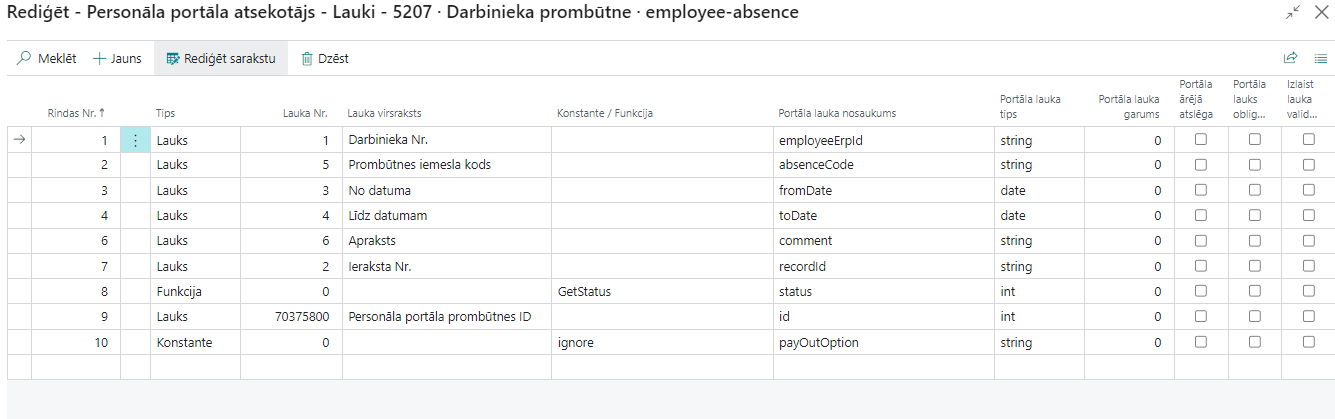 Rediģēt - Personāla portāla atsekotājs - Lauki - 5207 · Darbinieka prombūtne · employee-absence
Meklēt Jauns Rediģēt sarakstu Dzēst
Rindas Nr. ↑ Tips Lauka Nr. Lauka virsraksts Konstante / Funkcija Portāla lauka nosaukums Portāla lauka tips Portāla lauka garums Portāla ārējā atslēga Portāla lauks oblig... Izlaist lauka valid...
1 Lauks 1 Darbinieka Nr. employeeErpId string 0
2 Lauks 5 Prombūtnes iemesla kods absenceCode string 0
3 Lauks 3 No datuma fromDate date 0
4 Lauks 4 Līdz datumam toDate date 0
6 Lauks 6 Apraksts comment string 0
7 Lauks 2 Ieraksta Nr. recordId string 0
8 Funkcija 0 GetStatus status int 0
9 Lauks 70375800 Personāla portāla prombūtnes ID id int 0
10 Konstante 0 ignore payOutOption string 0